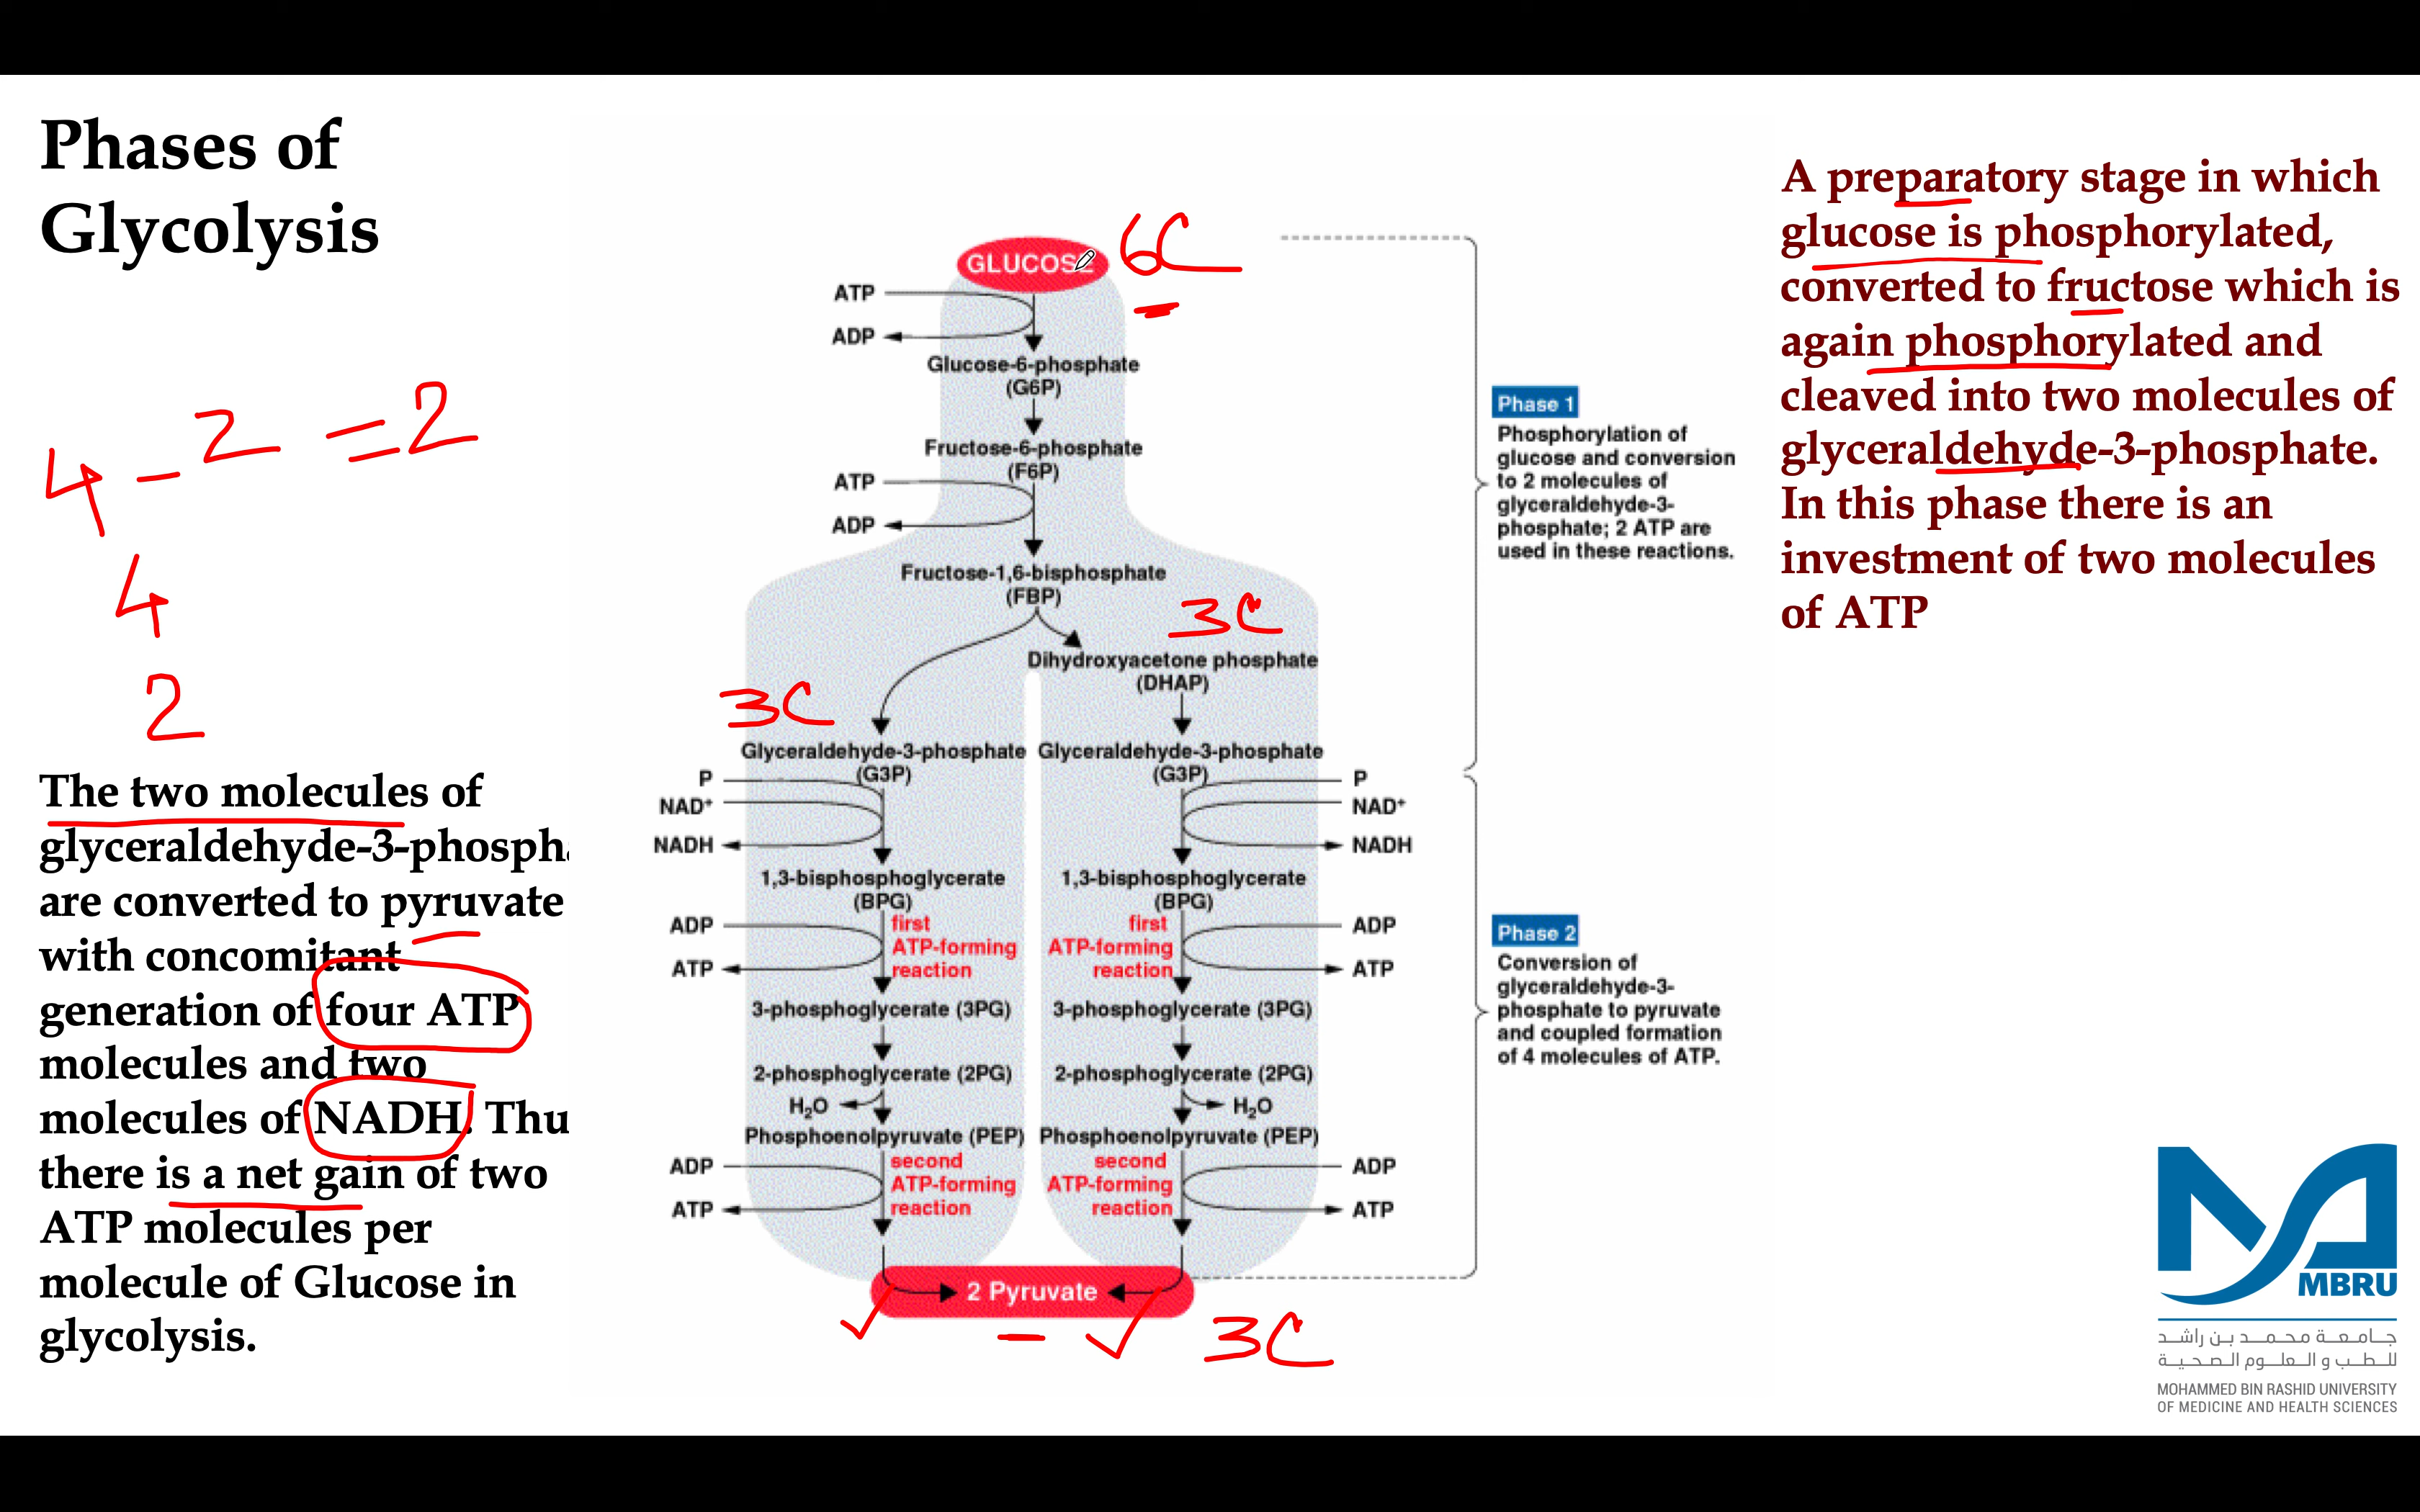 Phases of
Glycolysis
4 - 2 = 2
4
2
The two molecules of
glyceraldehyde-3-phosph
are converted to pyruvate
with concomitant
generation of four ATP
molecules and two
molecules of NADH. Thu
there is a net gain of two
ATP molecules per
molecule of Glucose in
glycolysis.
GLUCOSE
6C
ATP
ADP
Glucose-6-phosphate
(G6P)
Fructose-6-phosphate
(F6P)
ATP
ADP
Fructose-1,6-bisphosphate
(FBP)
3C
Dihydroxyacetone phosphate
(DHAP)
3C
Glyceraldehyde-3-phosphate Glyceraldehyde-3-phosphate
(G3P) (G3P)
P P
NAD⁺ NAD⁺
NADH NADH
1,3-bisphosphoglycerate 1,3-bisphosphoglycerate
(BPG) (BPG)
ADP first first ADP
ATP-forming ATP-forming
ATP reaction reaction ATP
3-phosphoglycerate (3PG) 3-phosphoglycerate (3PG)
2-phosphoglycerate (2PG) 2-phosphoglycerate (2PG)
H₂O H₂O
Phosphoenolpyruvate (PEP) Phosphoenolpyruvate (PEP)
ADP second second ADP
ATP-forming ATP-forming
ATP reaction reaction ATP
2 Pyruvate
3C
Phase 1
Phosphorylation of
glucose and conversion
to 2 molecules of
glyceraldehyde-3-
phosphate; 2 ATP are
used in these reactions.
Phase 2
Conversion of
glyceraldehyde-3-
phosphate to pyruvate
and coupled formation
of 4 molecules of ATP.
A preparatory stage in which
glucose is phosphorylated,
converted to fructose which is
again phosphorylated and
cleaved into two molecules of
glyceraldehyde-3-phosphate.
In this phase there is an
investment of two molecules
of ATP
MBRU
جامعة محمد بن راشد
للطب و العلوم الصحية
MOHAMMED BIN RASHID UNIVERSITY
OF MEDICINE AND HEALTH SCIENCES